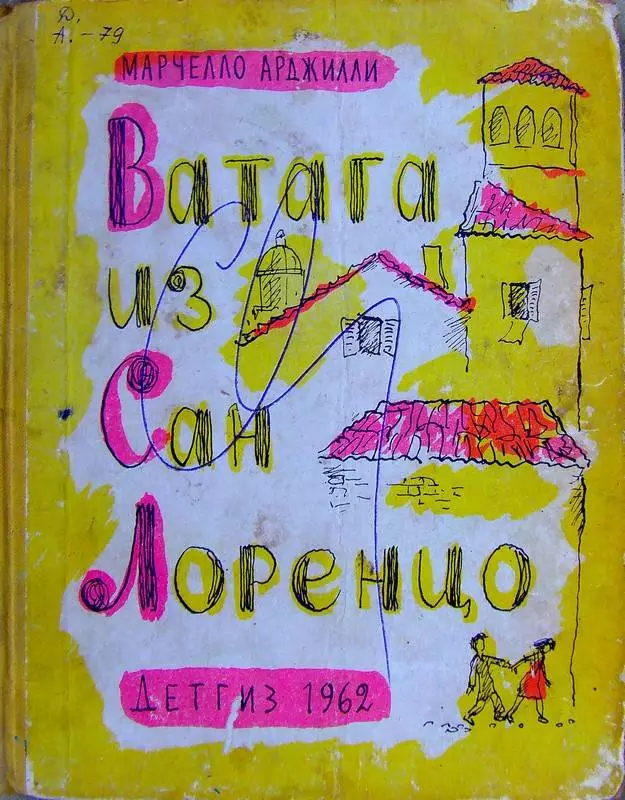 Д.
А. – 79
МАРЧЕЛЛО АРДЖИЛЛИ
Ватага
из
Сан
Лоренцо
ДЕТГИЗ 1962